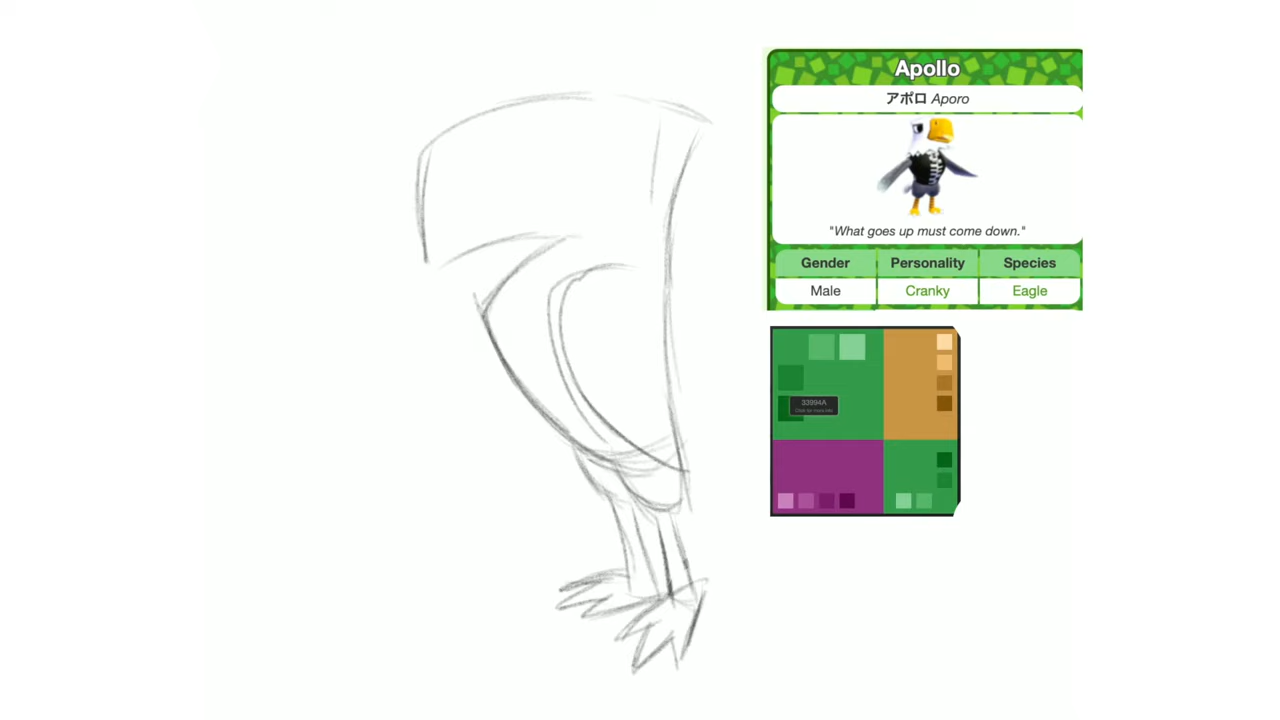 Apollo
アポロ Aporo
"What goes up must come down."
Gender Personality Species
Male Cranky Eagle
33994A